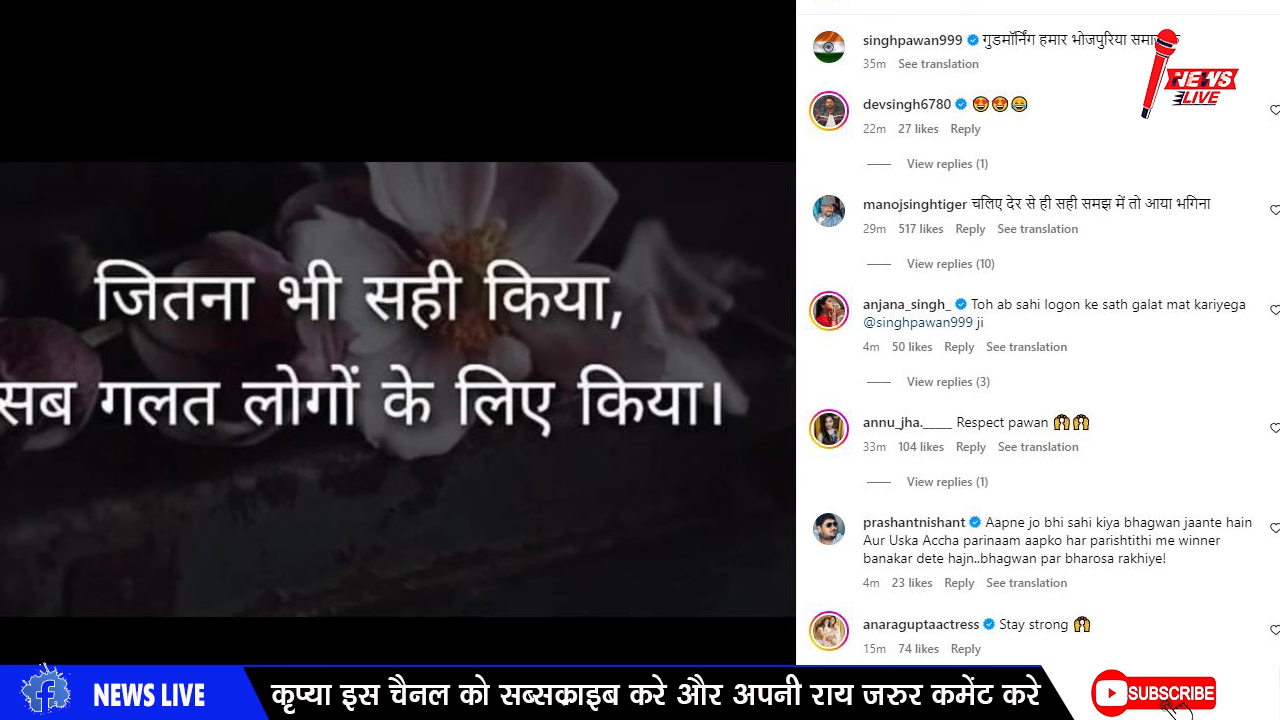 जितना भी सही किया,
सब गलत लोगों के लिए किया।
singhpawan999 गुडमॉर्निंग हमार भोजपुरिया
35m See translation
NEWS
LIVE
devsingh6780
22m 27 likes Reply
View replies (1)
manojsinghtiger चलिए देर से ही सही समझ में तो आया भगिना
29m 517 likes Reply See translation
View replies (10)
anjana_singh_ Toh ab sahi logon ke sath galat mat kariyega
@singhpawan999 ji
4m 50 likes Reply See translation
View replies (3)
annu_jha._____ Respect pawan
33m 104 likes Reply See translation
View replies (1)
prashantnishant Aapne jo bhi sahi kiya bhagwan jaante hain
Aur Uska Accha parinaam aapko har parishtithi me winner
banakar dete hajn..bhagwan par bharosa rakhiye!
4m 23 likes Reply See translation
anaraguptaactress Stay strong
15m 74 likes Reply
NEWS LIVE
कृप्या इस चैनल को सब्सक्राइब करे और अपनी राय जरुर कमेंट करे
SUBSCRIBE